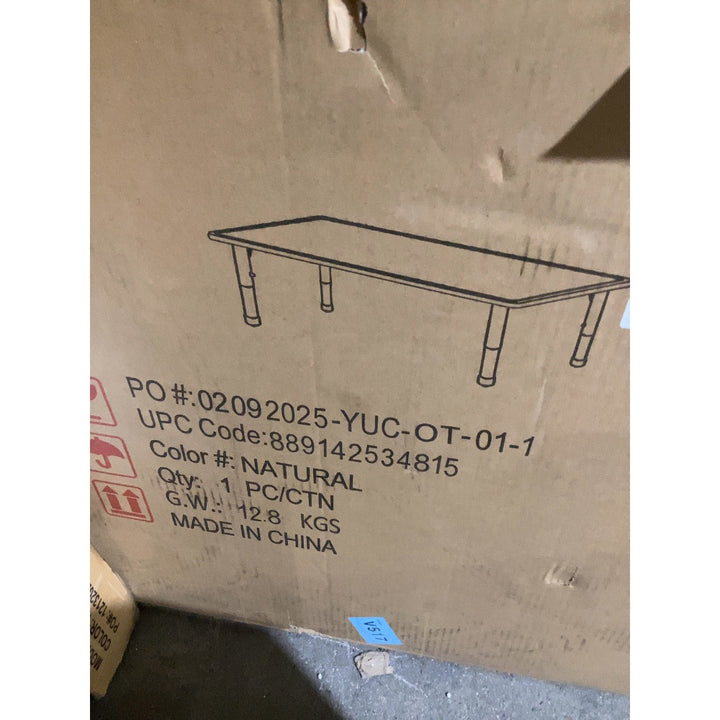 PO #:02092025-YUC-OT-01-1
UPC Code:889142534815
Color #: NATURAL
Qty: 1 PC/CTN
G.W.: 12.8 KGS
MADE IN CHINA
V517
COLOR